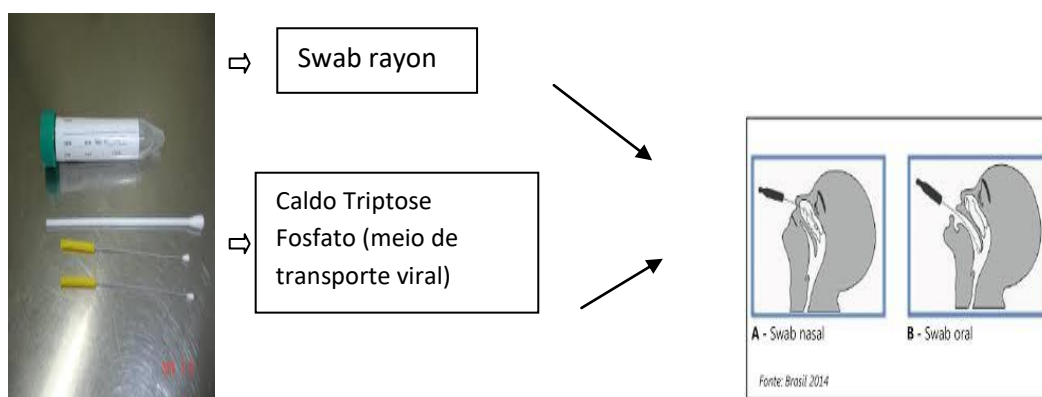 Swab rayon
Caldo Triptose
Fosfato (meio de
transporte viral)
A - Swab nasal
B - Swab oral
Fonte: Brasil 2014